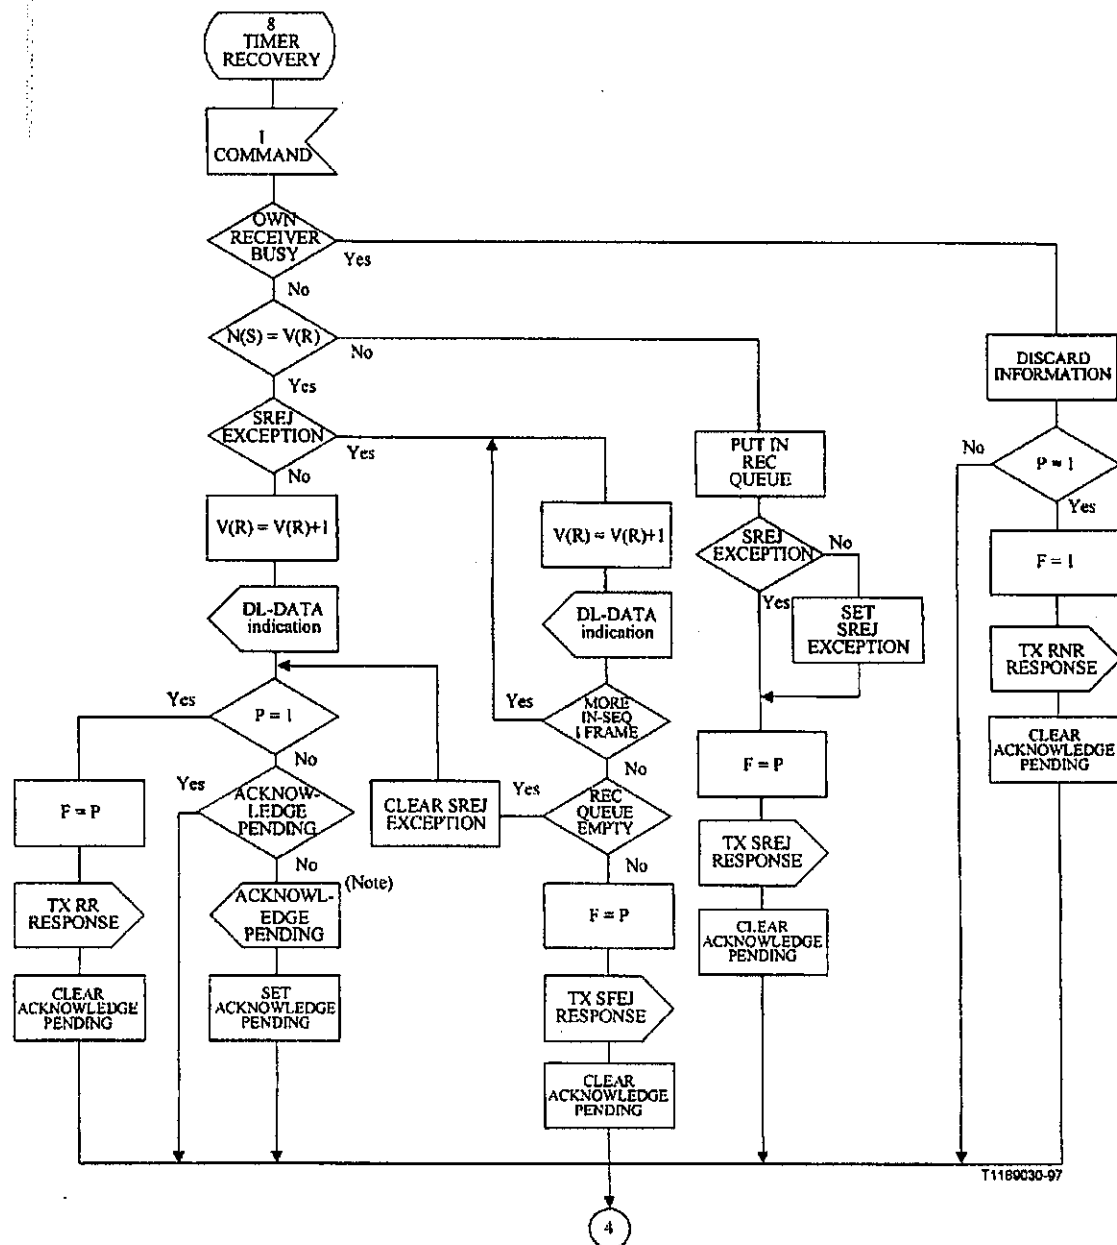 8
TIMER
RECOVERY
I
COMMAND
OWN
RECEIVER
BUSY
Yes
No
N(S) = V(R)
No
Yes
DISCARD
INFORMATION
SREJ
EXCEPTION
Yes
No
PUT IN
REC
QUEUE
No
P = 1
Yes
V(R) = V(R)+1
V(R) = V(R)+1
SREJ
EXCEPTION
No
Yes
F = 1
DL-DATA
indication
DL-DATA
indication
SET
SREJ
EXCEPTION
TX RNR
RESPONSE
Yes
P = 1
No
Yes
MORE
IN-SEQ
I FRAME
No
CLEAR
ACKNOWLEDGE
PENDING
F = P
Yes
ACKNOW-
LEDGE
PENDING
No
CLEAR SREJ
EXCEPTION
Yes
REC
QUEUE
EMPTY
No
F = P
TX SREJ
RESPONSE
TX RR
RESPONSE
(Note)
ACKNOWL-
EDGE
PENDING
F = P
CLEAR
ACKNOWLEDGE
PENDING
CLEAR
ACKNOWLEDGE
PENDING
SET
ACKNOWLEDGE
PENDING
TX SFEJ
RESPONSE
CLEAR
ACKNOWLEDGE
PENDING
T1189030-97
4